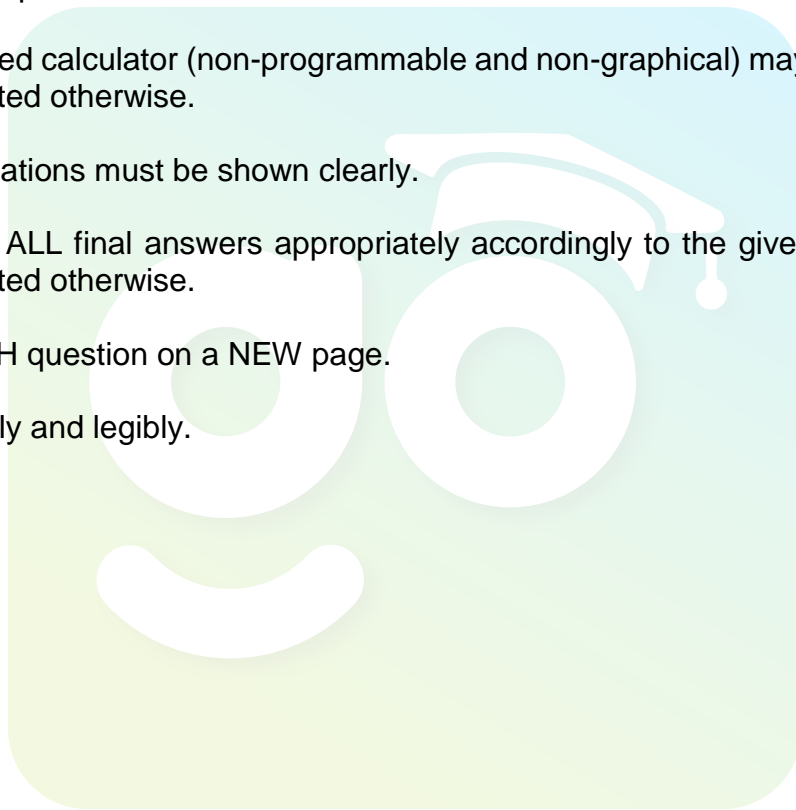 ed calculator (non-programmable and non-graphical) may
ted otherwise.
ations must be shown clearly.
ALL final answers appropriately accordingly to the give
ted otherwise.
H question on a NEW page.
ly and legibly.
go